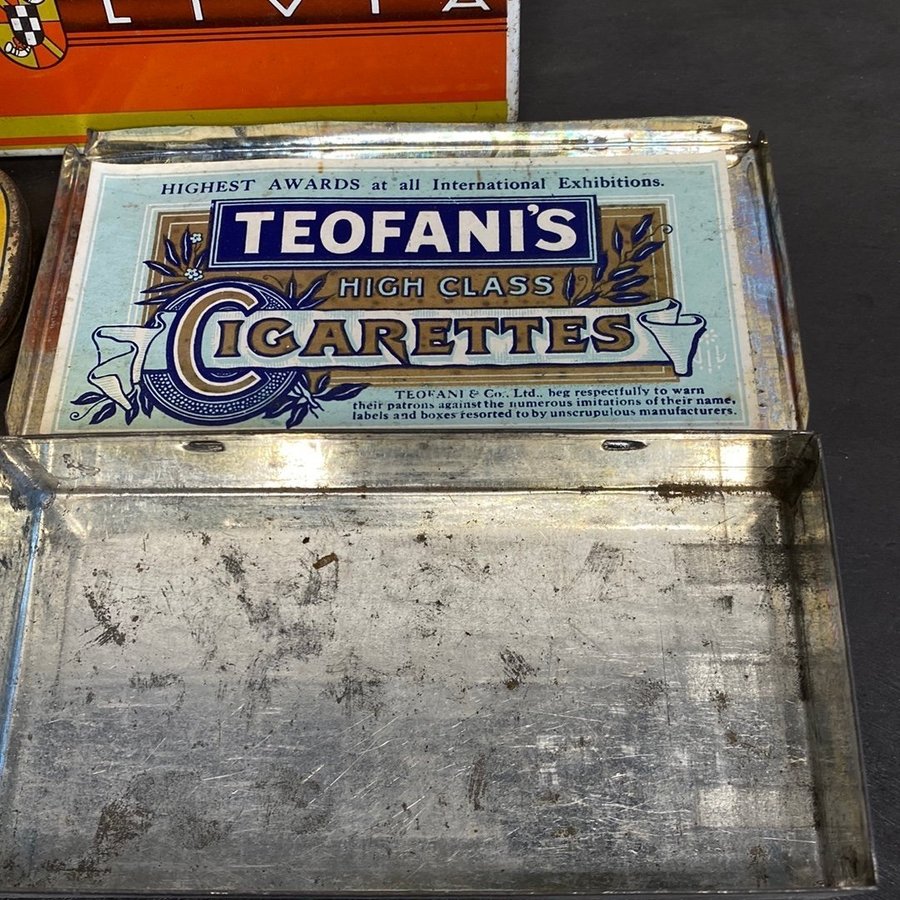 LIVIA
HIGHEST AWARDS at all International Exhibitions.
TEOFANI'S
HIGH CLASS
CIGARETTES
TEOFANI & Co., Ltd., beg respectfully to warn
their patrons against the numerous imitations of their name,
labels and boxes resorted to by unscrupulous manufacturers.